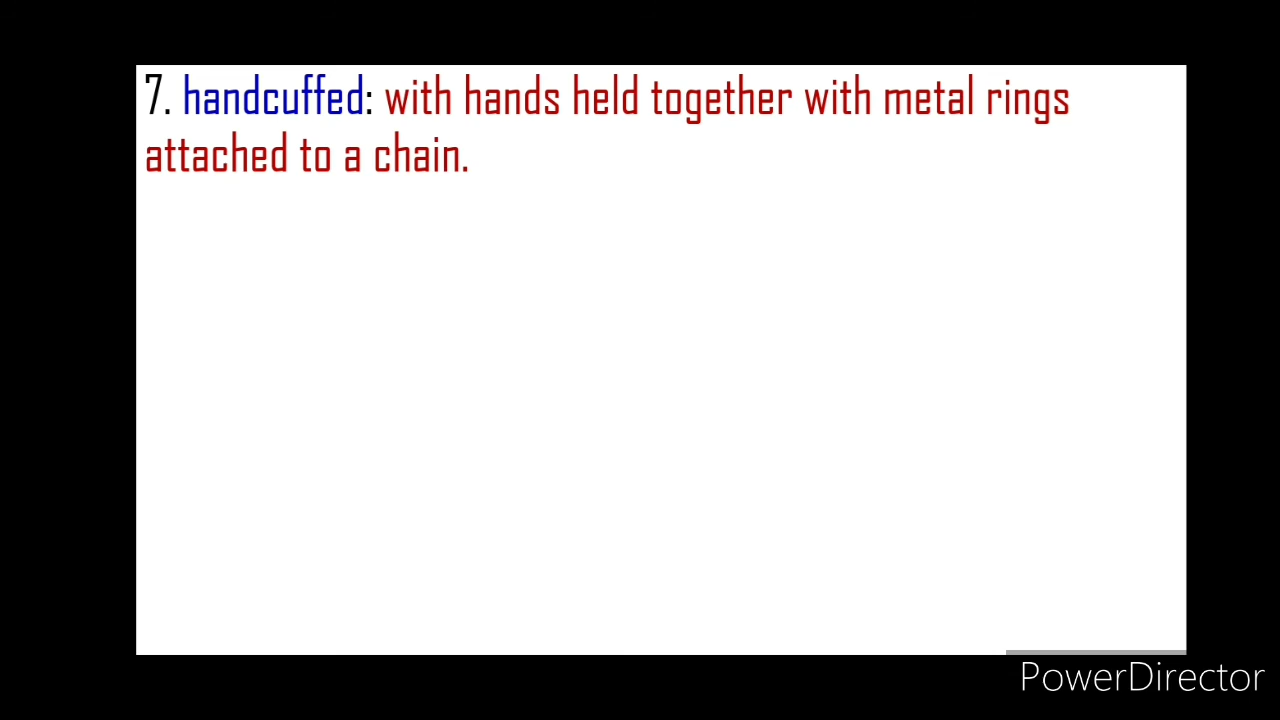 7. handcuffed: with hands held together with metal rings
attached to a chain.
PowerDirector